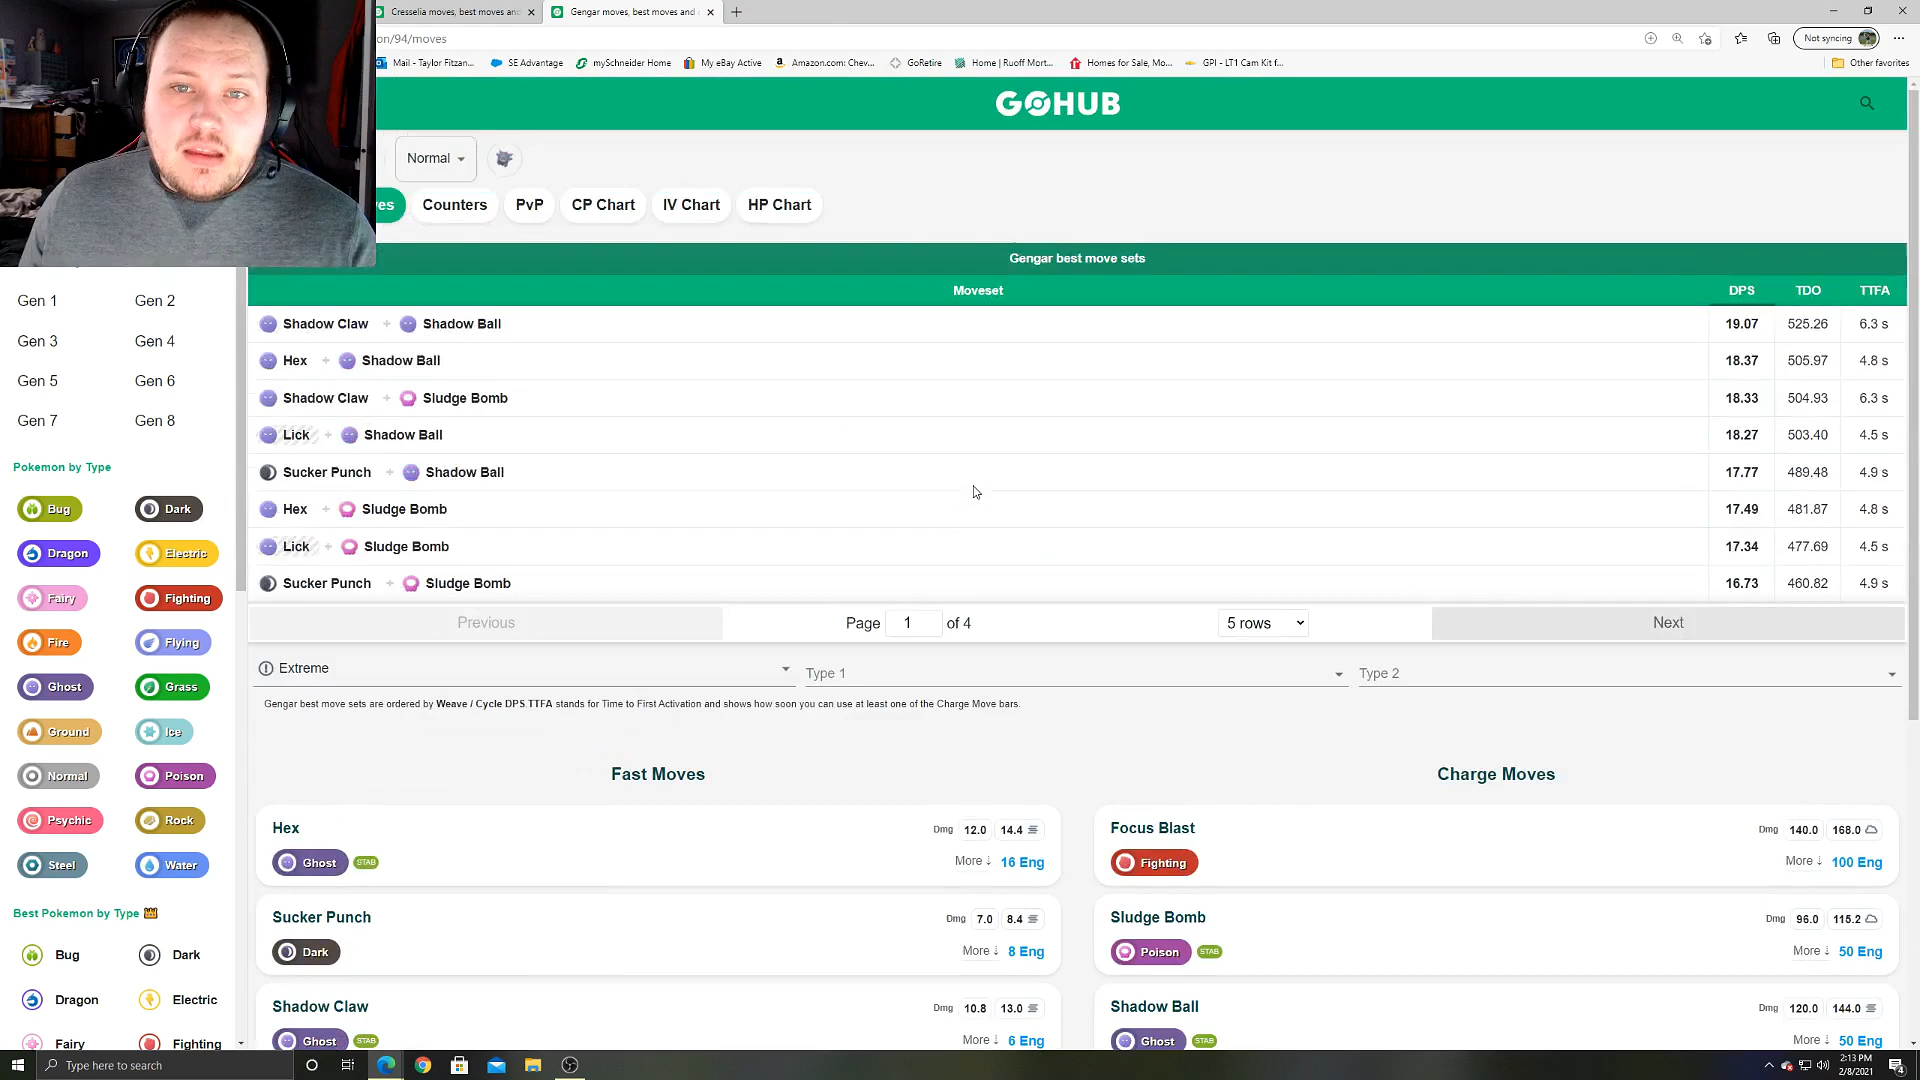 Cresselia moves, best moves and
Gengar moves, best moves and
on/94/moves
Not syncing
Mail - Taylor Fitzan...
SE Advantage
mySchneider Home
My eBay Active
Amazon.com: Chev...
GoRetire
Home | Ruoff Mort...
Homes for Sale, Mo...
GPI - LT1 Cam Kit f...
Other favorites
GOHUB
Normal
es
Counters
PvP
CP Chart
IV Chart
HP Chart
Gengar best move sets
Moveset DPS TDO TTFA
Shadow Claw + Shadow Ball 19.07 525.26 6.3 s
Hex + Shadow Ball 18.37 505.97 4.8 s
Shadow Claw + Sludge Bomb 18.33 504.93 6.3 s
Lick + Shadow Ball 18.27 503.40 4.5 s
Sucker Punch + Shadow Ball 17.77 489.48 4.9 s
Hex + Sludge Bomb 17.49 481.87 4.8 s
Lick + Sludge Bomb 17.34 477.69 4.5 s
Sucker Punch + Sludge Bomb 16.73 460.82 4.9 s
Previous Page 1 of 4 5 rows Next
Extreme Type 1 Type 2
Gengar best move sets are ordered by Weave / Cycle DPS.TTFA stands for Time to First Activation and shows how soon you can use at least one of the Charge Move bars.
Fast Moves
Hex Dmg 12.0 14.4
Ghost STAB More ↓ 16 Eng
Sucker Punch Dmg 7.0 8.4
Dark More ↓ 8 Eng
Shadow Claw Dmg 10.8 13.0
Ghost STAB More ↓ 6 Eng
Charge Moves
Focus Blast Dmg 140.0 168.0
Fighting More ↓ 100 Eng
Sludge Bomb Dmg 96.0 115.2
Poison STAB More ↓ 50 Eng
Shadow Ball Dmg 120.0 144.0
Ghost STAB More ↓ 50 Eng
Gen 1 Gen 2
Gen 3 Gen 4
Gen 5 Gen 6
Gen 7 Gen 8
Pokemon by Type
Bug Dark
Dragon Electric
Fairy Fighting
Fire Flying
Ghost Grass
Ground Ice
Normal Poison
Psychic Rock
Steel Water
Best Pokemon by Type
Bug Dark
Dragon Electric
Fairy Fighting
Type here to search
2:13 PM
2/8/2021
4